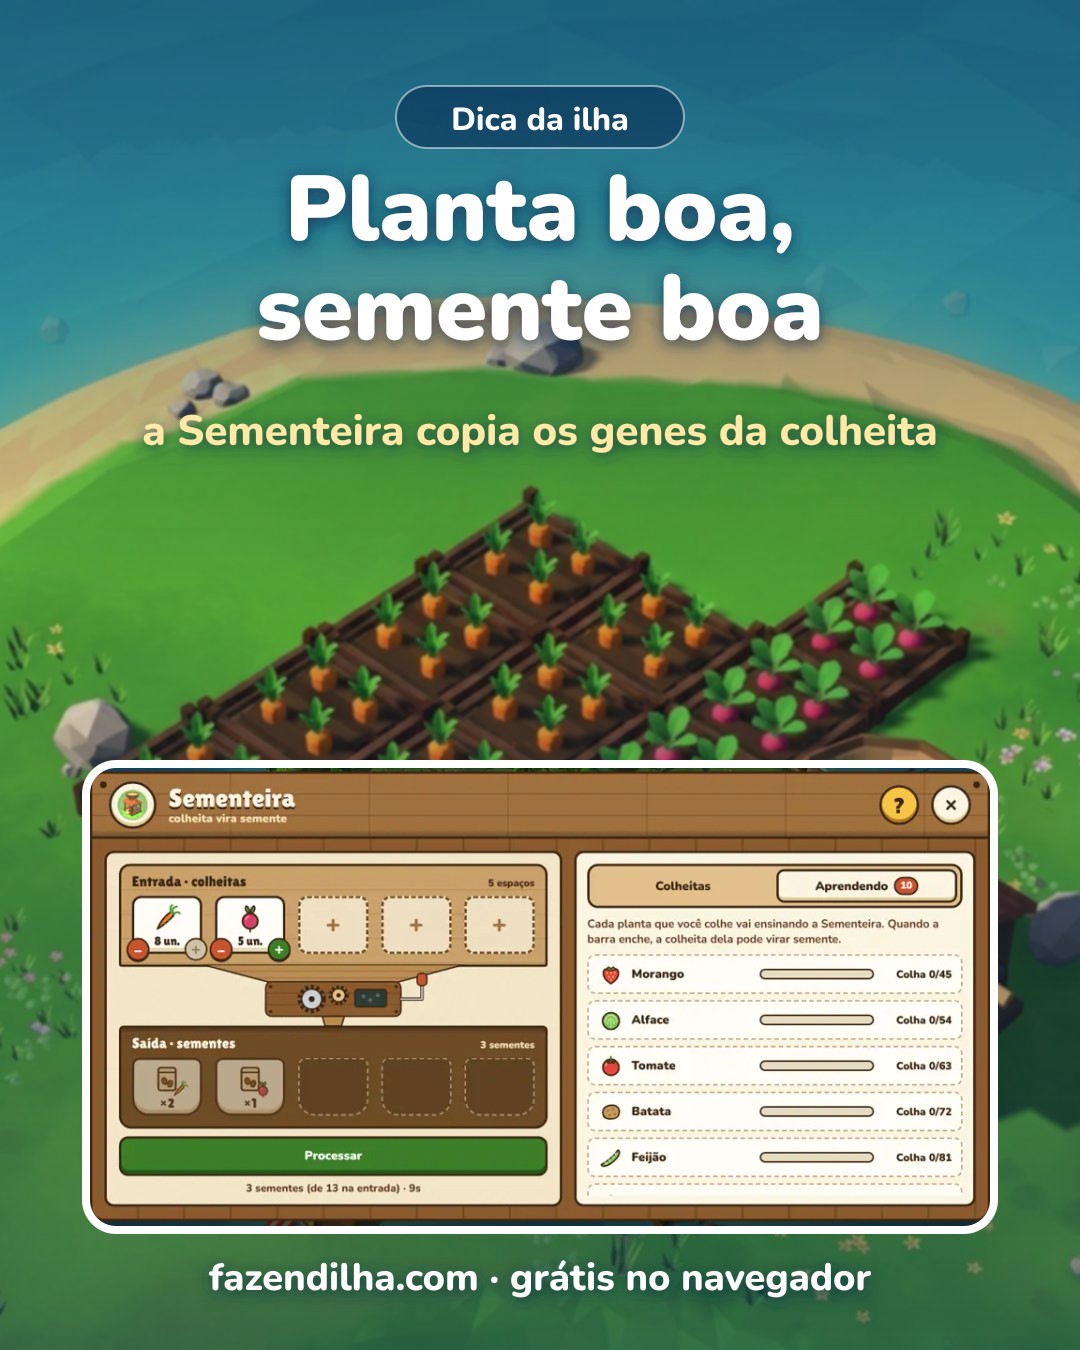 Dica da ilha
Planta boa,
semente boa
a Sementeira copia os genes da colheita
Sementeira
colheita vira semente
?
×
Entrada · colheitas
5 espaços
8 un.
5 un.
− + − +
+ + +
Saída · sementes
3 sementes
×2
×1
Processar
3 sementes (de 13 na entrada) · 9s
Colheitas
Aprendendo 10
Cada planta que você colhe vai ensinando a Sementeira. Quando a
barra enche, a colheita dela pode virar semente.
Morango Colha 0/45
Alface Colha 0/54
Tomate Colha 0/63
Batata Colha 0/72
Feijão Colha 0/81
fazendilha.com · grátis no navegador